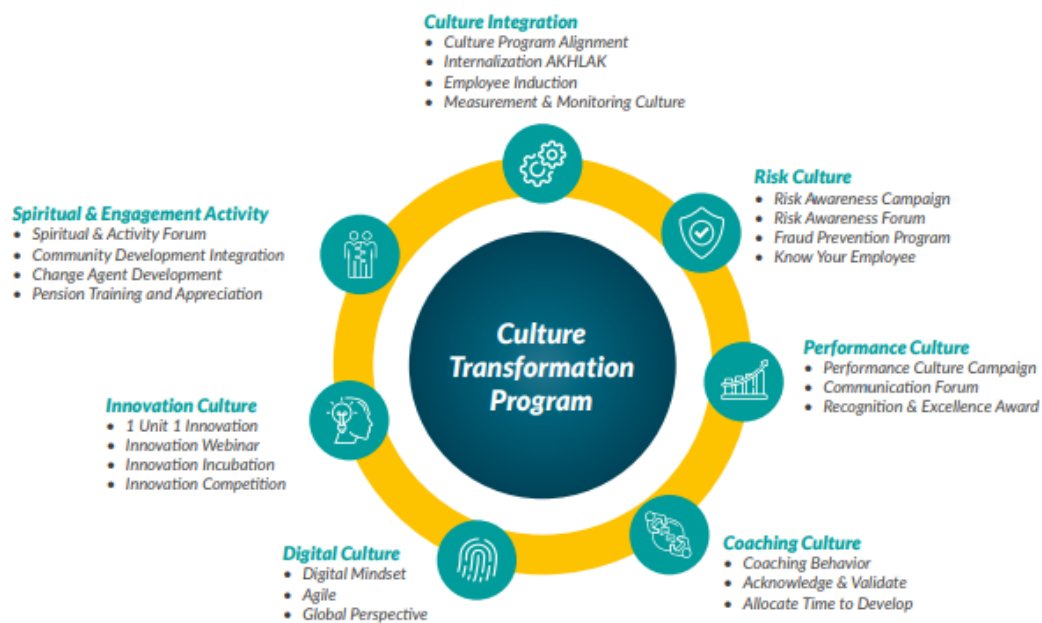 Culture Integration
• Culture Program Alignment
• Internalization AKHLAK
• Employee Induction
• Measurement & Monitoring Culture
Risk Culture
• Risk Awareness Campaign
• Risk Awareness Forum
• Fraud Prevention Program
• Know Your Employee
Performance Culture
• Performance Culture Campaign
• Communication Forum
• Recognition & Excellence Award
Coaching Culture
• Coaching Behavior
• Acknowledge & Validate
• Allocate Time to Develop
Digital Culture
• Digital Mindset
• Agile
• Global Perspective
Innovation Culture
• 1 Unit 1 Innovation
• Innovation Webinar
• Innovation Incubation
• Innovation Competition
Spiritual & Engagement Activity
• Spiritual & Activity Forum
• Community Development Integration
• Change Agent Development
• Pension Training and Appreciation
Culture
Transformation
Program